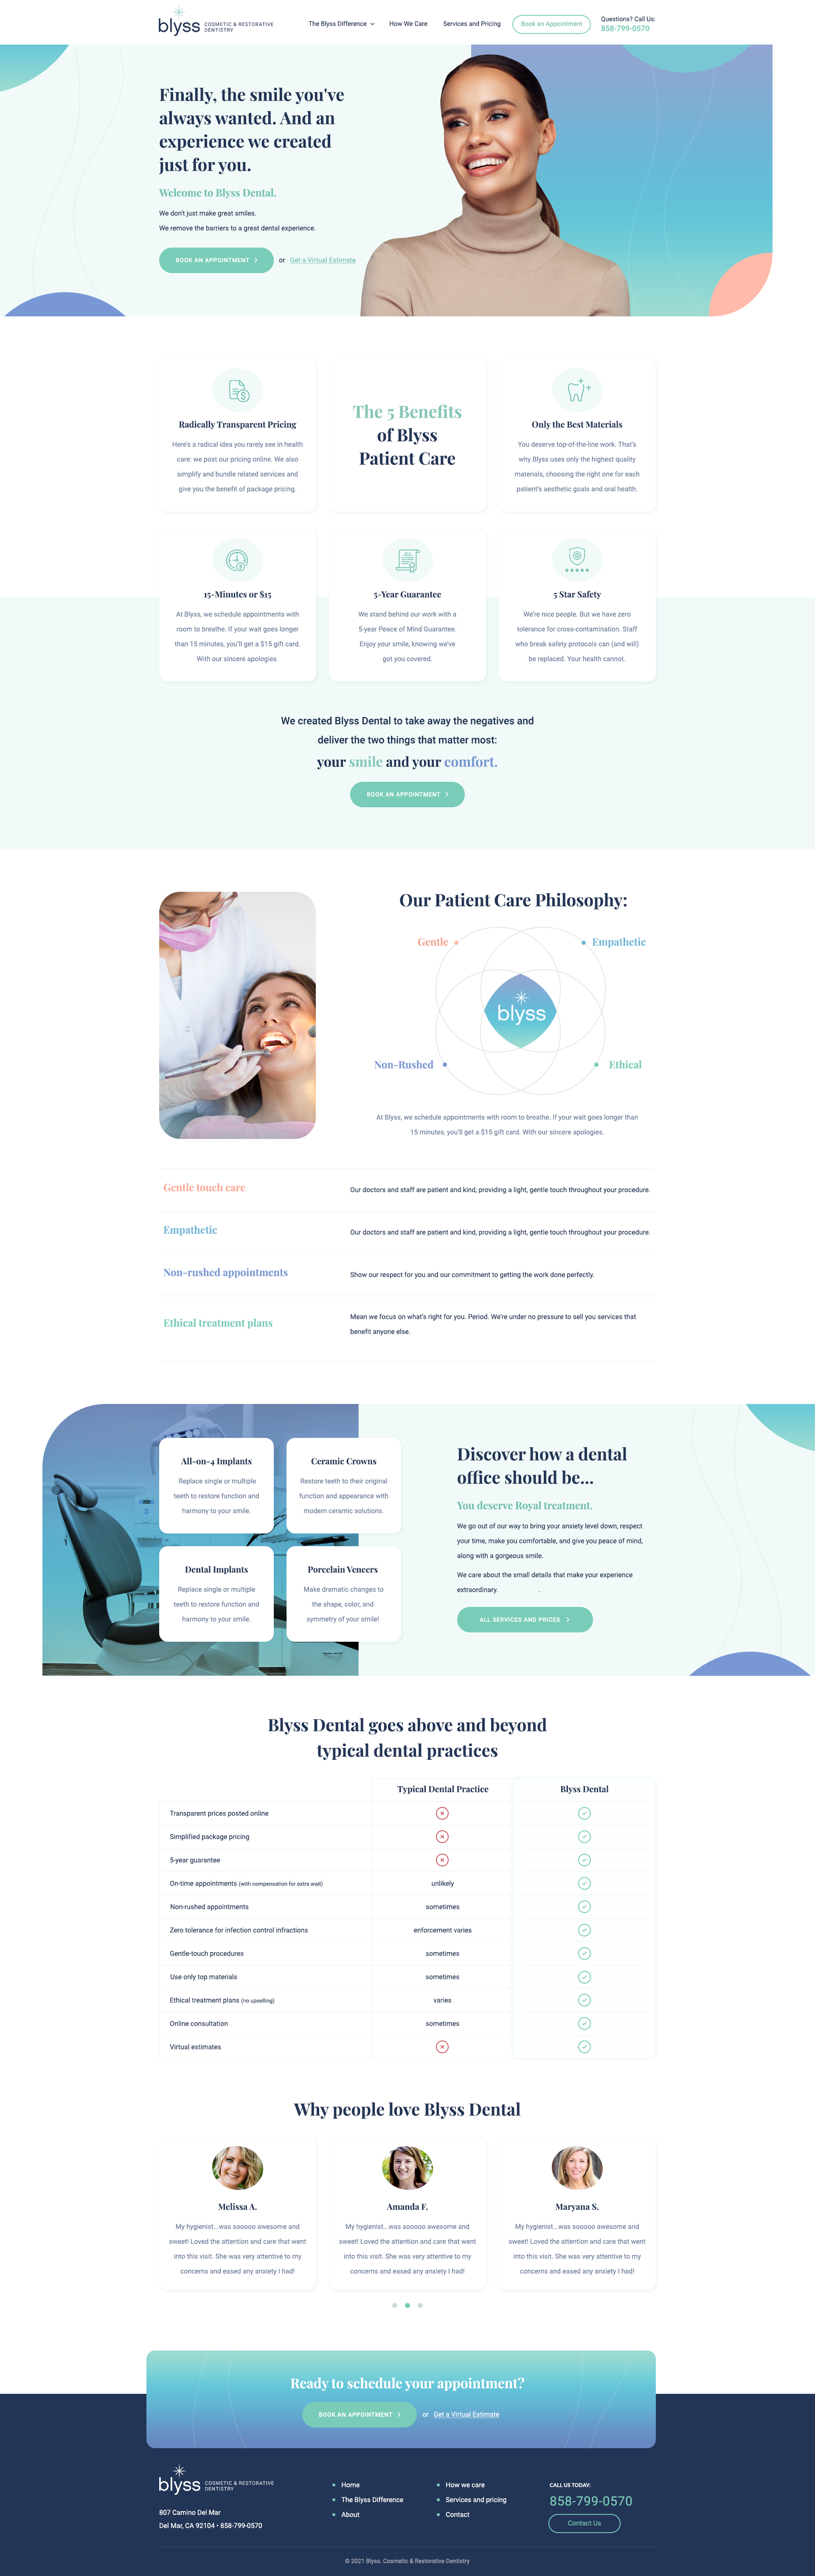 blyss COSMETIC & RESTORATIVE
DENTISTRY
The Blyss Difference
How We Care
Services and Pricing
Book an Appointment
Questions? Call Us:
858-799-0570
Finally, the smile you've
always wanted. And an
experience we created
just for you.
Welcome to Blyss Dental.
We don't just make great smiles.
We remove the barriers to a great dental experience.
BOOK AN APPOINTMENT
or Get a Virtual Estimate
Radically Transparent Pricing
Here's a radical idea you rarely see in health
care: we post our pricing online. We also
simplify and bundle related services and
give you the benefit of package pricing.
The 5 Benefits
of Blyss
Patient Care
Only the Best Materials
You deserve top-of-the-line work. That's
why Blyss uses only the highest quality
materials, choosing the right one for each
patient's aesthetic goals and oral health.
15-Minutes or $15
At Blyss, we schedule appointments with
room to breathe. If your wait goes longer
than 15 minutes, you'll get a $15 gift card.
With our sincere apologies.
5-Year Guarantee
We stand behind our work with a
5-year Peace of Mind Guarantee.
Enjoy your smile, knowing we've
got you covered.
5 Star Safety
We're nice people. But we have zero
tolerance for cross-contamination. Staff
who break safety protocols can (and will)
be replaced. Your health cannot.
We created Blyss Dental to take away the negatives and
deliver the two things that matter most:
your smile and your comfort.
BOOK AN APPOINTMENT
Our Patient Care Philosophy:
Gentle
Empathetic
blyss
Non-Rushed
Ethical
At Blyss, we schedule appointments with room to breathe. If your wait goes longer than
15 minutes, you'll get a $15 gift card. With our sincere apologies.
Gentle touch care
Our doctors and staff are patient and kind, providing a light, gentle touch throughout your procedure.
Empathetic
Our doctors and staff are patient and kind, providing a light, gentle touch throughout your procedure.
Non-rushed appointments
Show our respect for you and our commitment to getting the work done perfectly.
Ethical treatment plans
Mean we focus on what's right for you. Period. We're under no pressure to sell you services that
benefit anyone else.
All-on-4 Implants
Replace single or multiple
teeth to restore function and
harmony to your smile.
Ceramic Crowns
Restore teeth to their original
function and appearance with
modern ceramic solutions.
Dental Implants
Replace single or multiple
teeth to restore function and
harmony to your smile.
Porcelain Veneers
Make dramatic changes to
the shape, color, and
symmetry of your smile!
Discover how a dental
office should be...
You deserve Royal treatment.
We go out of our way to bring your anxiety level down, respect
your time, make you comfortable, and give you peace of mind,
along with a gorgeous smile.
We care about the small details that make your experience
extraordinary. .
ALL SERVICES AND PRICES
Blyss Dental goes above and beyond
typical dental practices
Typical Dental Practice
Blyss Dental
Transparent prices posted online
Simplified package pricing
5-year guarantee
On-time appointments (with compensation for extra wait) unlikely
Non-rushed appointments sometimes
Zero tolerance for infection control infractions enforcement varies
Gentle-touch procedures sometimes
Use only top materials sometimes
Ethical treatment plans (no upselling) varies
Online consultation sometimes
Virtual estimates
Why people love Blyss Dental
Melissa A.
My hygienist...was sooooo awesome and
sweet! Loved the attention and care that went
into this visit. She was very attentive to my
concerns and eased any anxiety I had!
Amanda F.
My hygienist...was sooooo awesome and
sweet! Loved the attention and care that went
into this visit. She was very attentive to my
concerns and eased any anxiety I had!
Maryana S.
My hygienist...was sooooo awesome and
sweet! Loved the attention and care that went
into this visit. She was very attentive to my
concerns and eased any anxiety I had!
Ready to schedule your appointment?
BOOK AN APPOINTMENT
or Get a Virtual Estimate
blyss COSMETIC & RESTORATIVE
DENTISTRY
807 Camino Del Mar
Del Mar, CA 92104 • 858-799-0570
Home
The Blyss Difference
About
How we care
Services and pricing
Contact
CALL US TODAY:
858-799-0570
Contact Us
© 2021 Blyss. Cosmetic & Restorative Dentistry